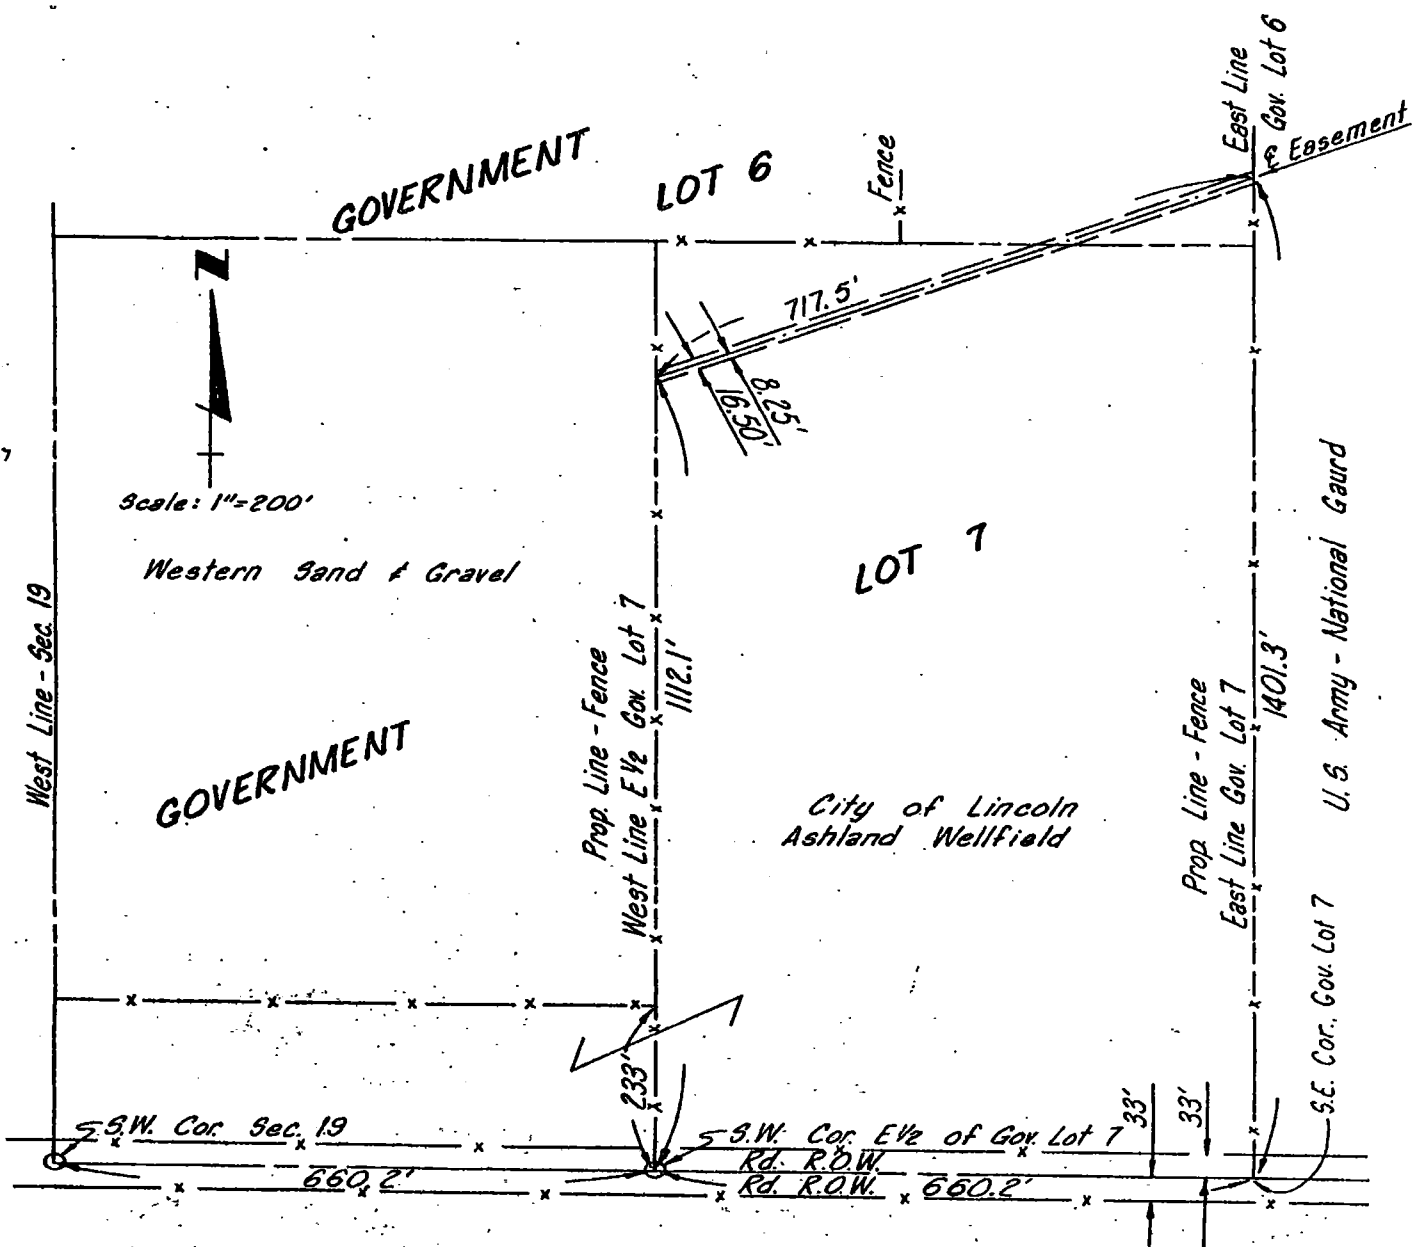 East Line
Gov. Lot 6
℄ Easement
GOVERNMENT LOT 6
Fence
N
717.5'
8.25'
16.50'
Scale: 1"=200'
Western Sand & Gravel
LOT 7
West Line - Sec. 19
Prop. Line - Fence
West Line E½ Gov. Lot 7
1112.1'
GOVERNMENT
City of Lincoln
Ashland Wellfield
Prop. Line - Fence
East Line Gov. Lot 7
1401.3'
U.S. Army - National Gaurd
S.E. Cor. Gov. Lot 7
233'
33'
33'
S.W. Cor. Sec. 19
S.W. Cor. E½ of Gov. Lot 7
Rd. R.O.W.
660.2'
Rd. R.O.W.
660.2'